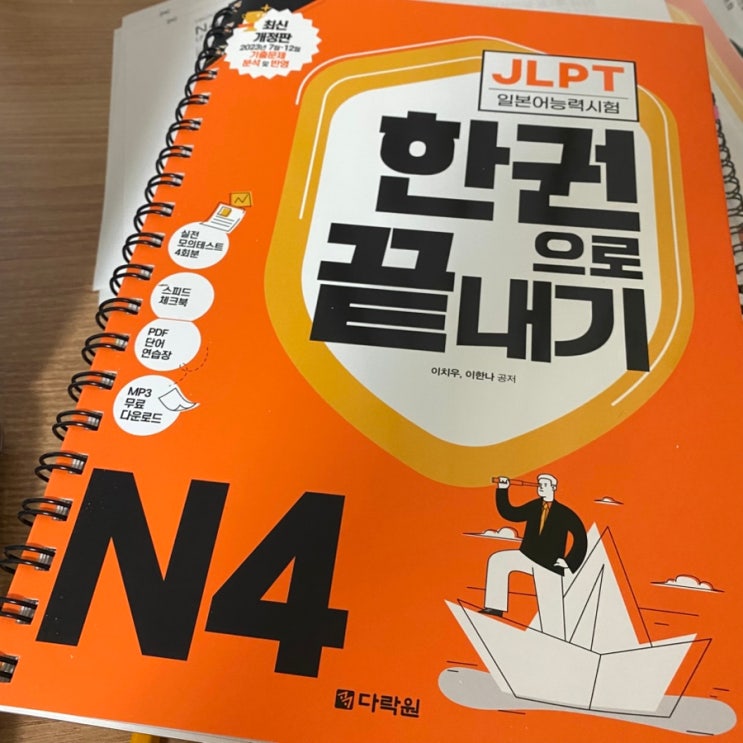 최신
개정판
2023년 7월·12월
기출문제
분석 및 반영
JLPT
일본어능력시험
한권
으로
끝내기
이치우, 이한나 공저
실전
모의테스트
4회분
스피드
체크북
PDF
단어
연습장
MP3
무료
다운로드
N4
다락원